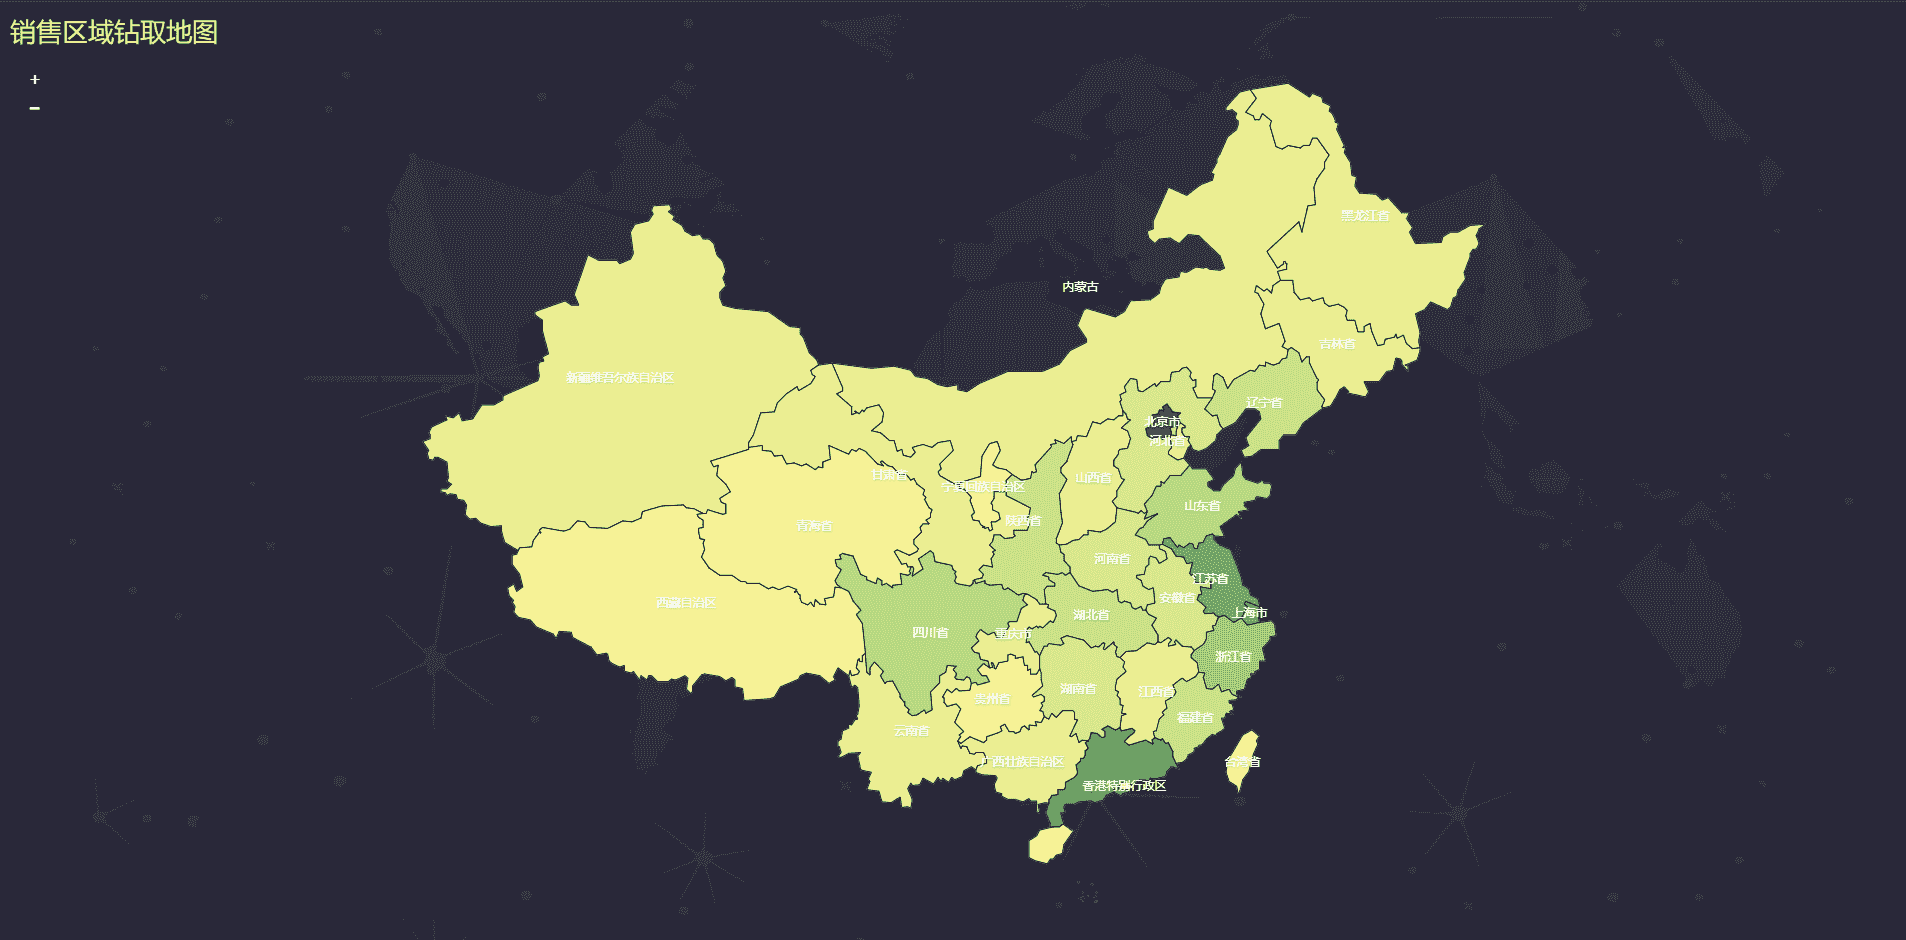 销售区域钻取地图
+
−
黑龙江省
内蒙古
吉林省
新疆维吾尔族自治区
辽宁省
北京市
河北省
甘肃省
山西省
宁夏回族自治区
山东省
陕西省
青海省
河南省
江苏省
安徽省
西藏自治区
上海市
湖北省
四川省
重庆市
浙江省
湖南省
江西省
贵州省
福建省
云南省
广西壮族自治区
台湾省
香港特别行政区